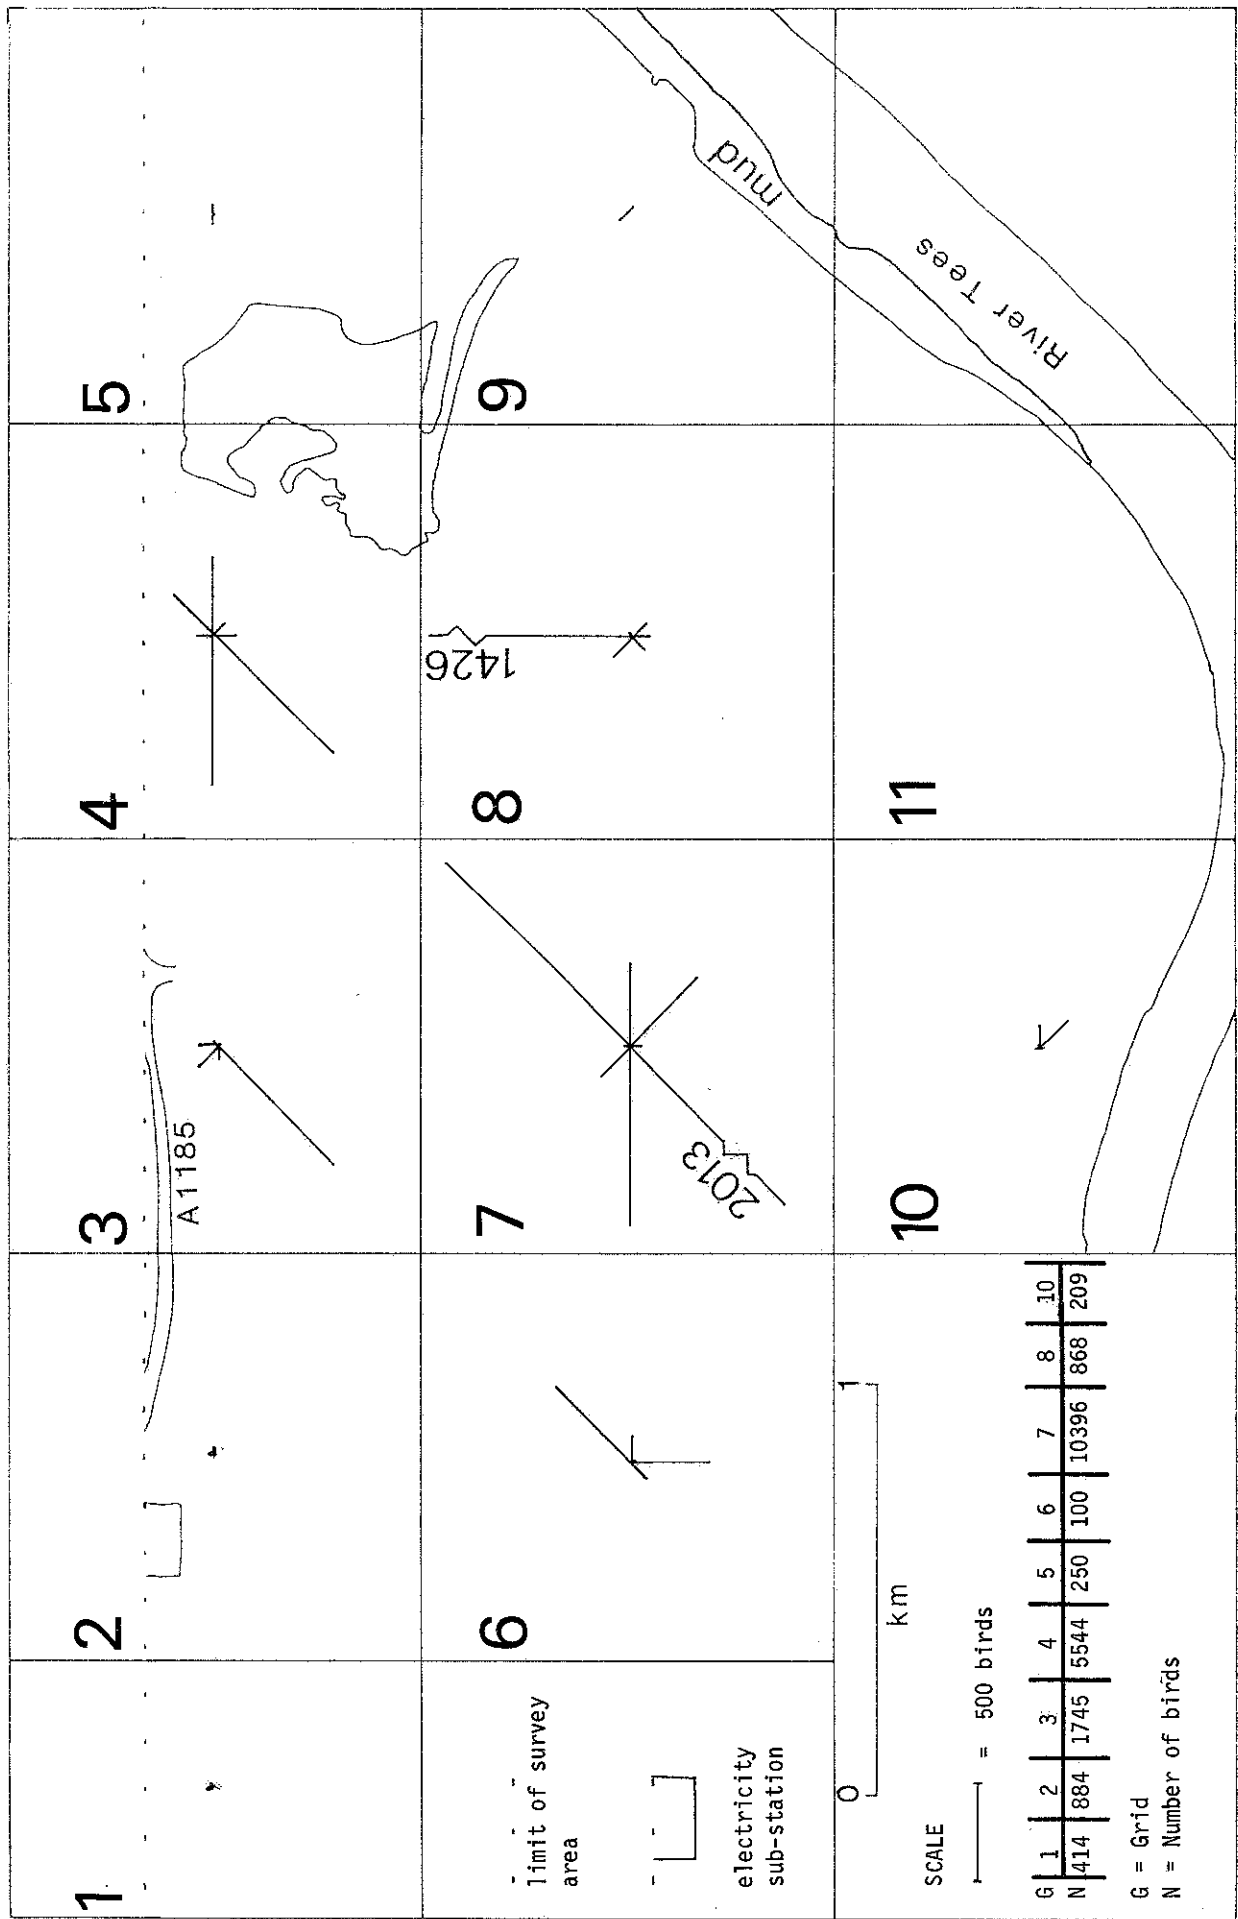 1
2
3
4
5
A1185
6
7
8
9
1426
2013
mud
River Tees
10
11
limit of survey
area
electricity
sub-station
0 1
km
SCALE
= 500 birds
G 1 2 3 4 5 6 7 8 10
N 414 884 1745 5544 250 100 10396 868 209
G = Grid
N = Number of birds